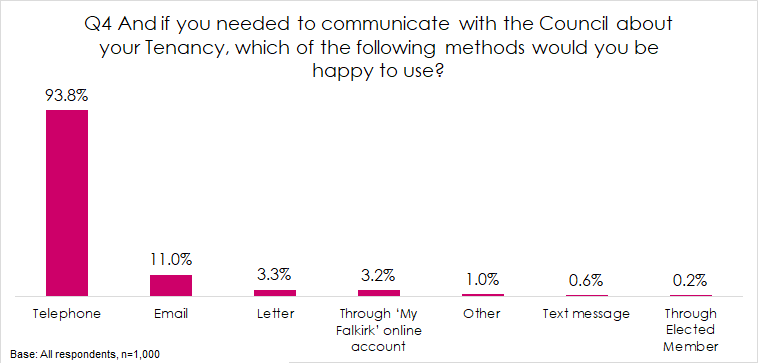 Q4 And if you needed to communicate with the Council about
your Tenancy, which of the following methods would you be
happy to use?
93.8%
11.0%
3.3%
3.2%
1.0%
0.6%
0.2%
Telephone
Email
Letter
Through ‘My
Falkirk’ online
account
Other
Text message
Through
Elected
Member
Base: All respondents, n=1,000